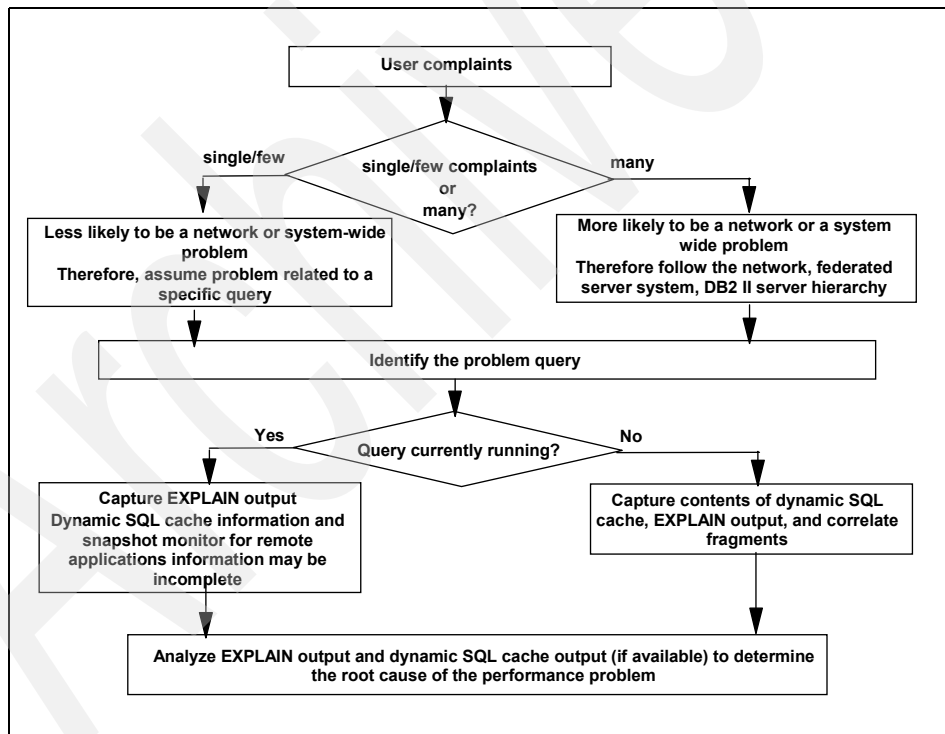 User complaints
single/few
single/few complaints
or
many?
many
Less likely to be a network or system-wide
problem
Therefore, assume problem related to a
specific query
More likely to be a network or a system
wide problem
Therefore follow the network, federated
server system, DB2 II server hierarchy
Identify the problem query
Yes
Query currently running?
No
Capture EXPLAIN output
Dynamic SQL cache information and
snapshot monitor for remote
applications information may be
incomplete
Capture contents of dynamic SQL
cache, EXPLAIN output, and correlate
fragments
Analyze EXPLAIN output and dynamic SQL cache output (if available) to determine
the root cause of the performance problem
Archive